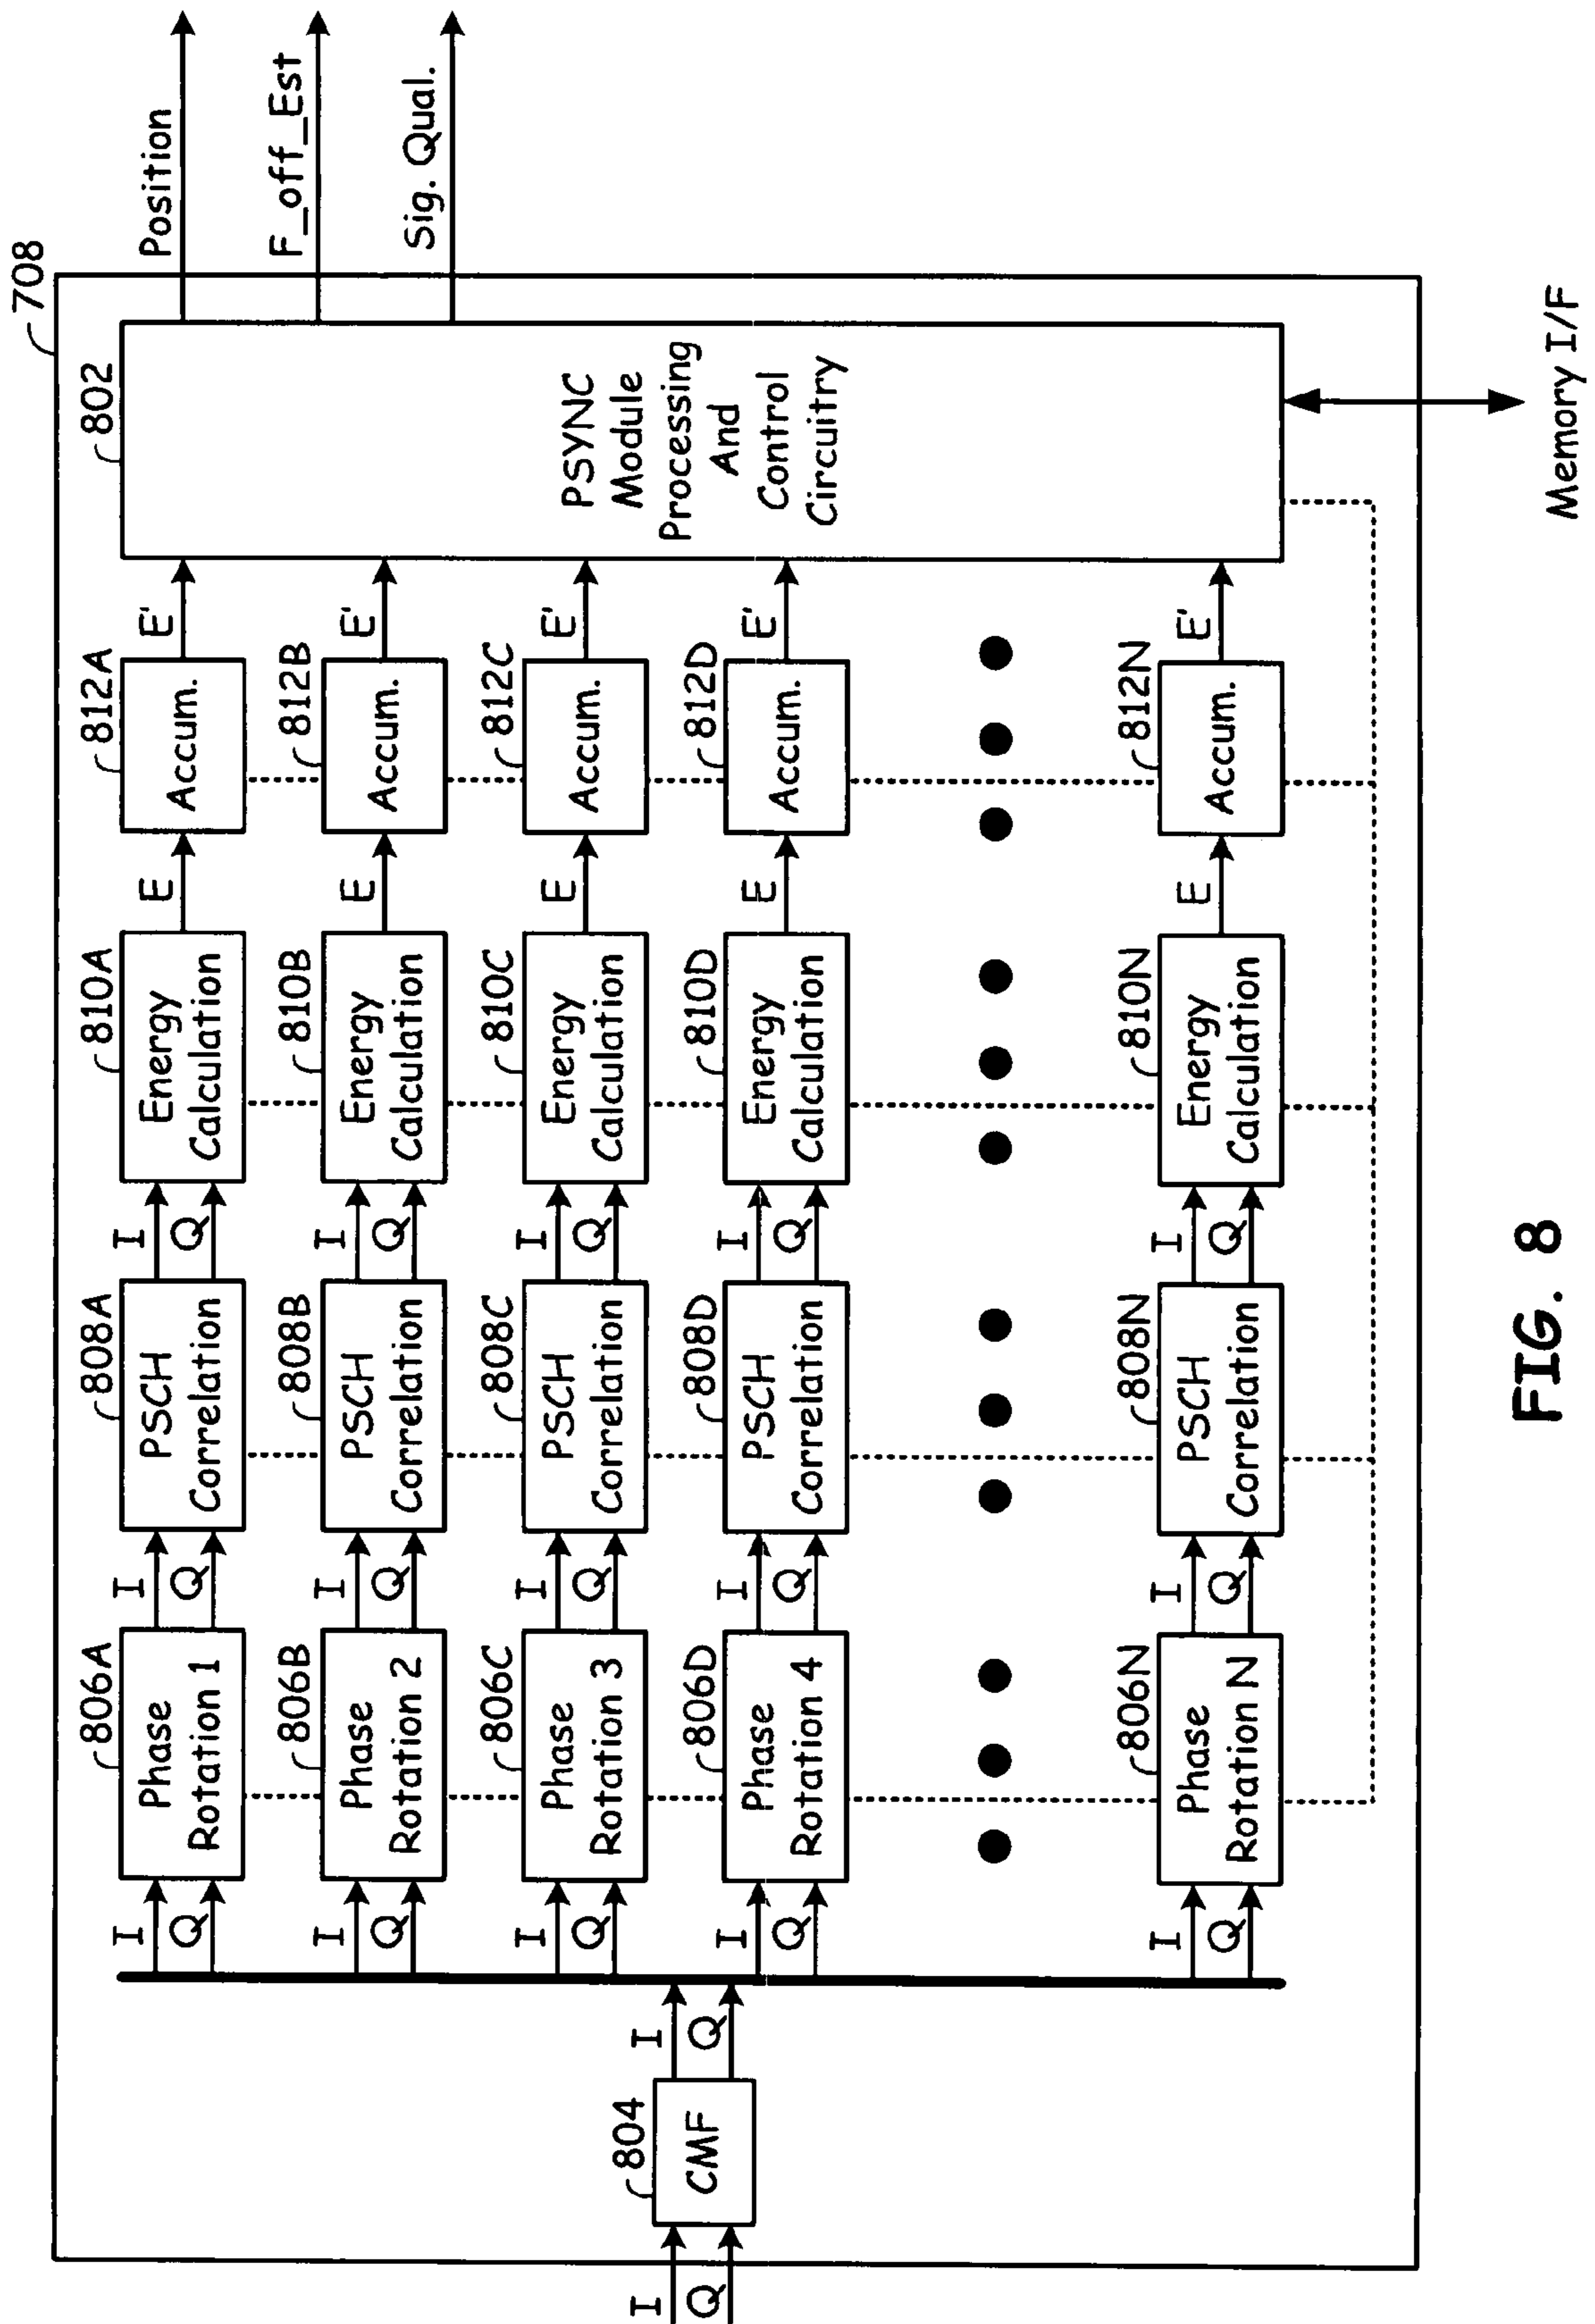 708
802
812A
810A
808A
806A
I
Q
Phase
Rotation 1
I
Q
PSCH
Correlation
I
Q
Energy
Calculation
E
Accum.
E'
Position
F_off_Est
Sig. Qual.
812B
810B
808B
806B
I
Q
Phase
Rotation 2
I
Q
PSCH
Correlation
I
Q
Energy
Calculation
E
Accum.
E'
812C
810C
808C
806C
I
Q
Phase
Rotation 3
I
Q
PSCH
Correlation
I
Q
Energy
Calculation
E
Accum.
E'
PSYNC
Module
Processing
And
Control
Circuitry
804
I
Q
CMF
I
Q
812D
810D
808D
806D
I
Q
Phase
Rotation 4
I
Q
PSCH
Correlation
I
Q
Energy
Calculation
E
Accum.
E'
812N
810N
808N
806N
I
Q
Phase
Rotation N
I
Q
PSCH
Correlation
I
Q
Energy
Calculation
E
Accum.
E'
Memory I/F
FIG. 8